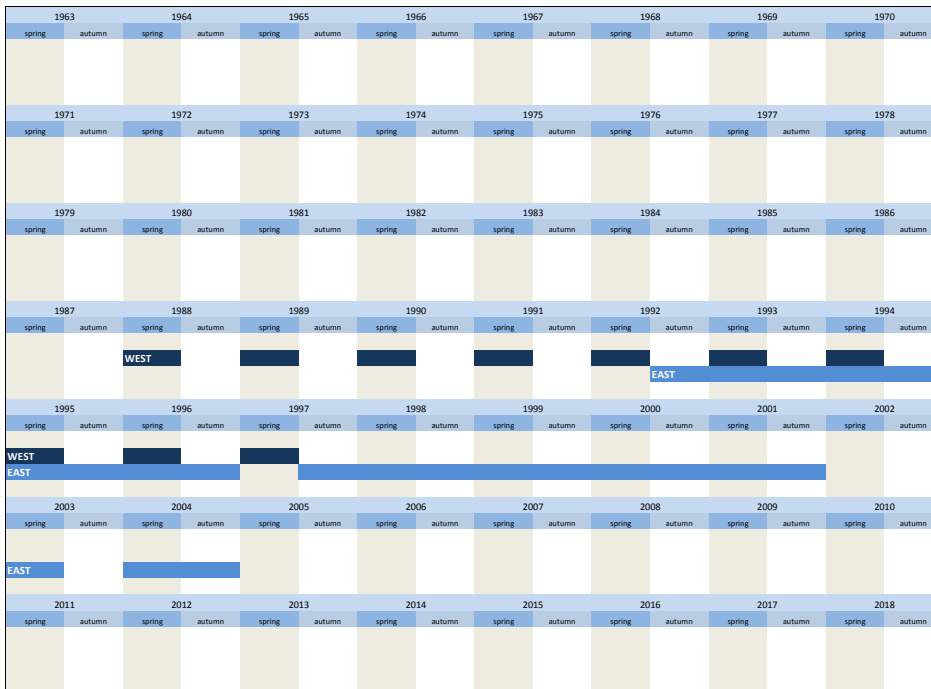 1963 1964 1965 1966 1967 1968 1969 1970
spring autumn spring autumn spring autumn spring autumn spring autumn spring autumn spring autumn spring autumn
1971 1972 1973 1974 1975 1976 1977 1978
spring autumn spring autumn spring autumn spring autumn spring autumn spring autumn spring autumn spring autumn
1979 1980 1981 1982 1983 1984 1985 1986
spring autumn spring autumn spring autumn spring autumn spring autumn spring autumn spring autumn spring autumn
1987 1988 1989 1990 1991 1992 1993 1994
spring autumn spring autumn spring autumn spring autumn spring autumn spring autumn spring autumn spring autumn
WEST
EAST
1995 1996 1997 1998 1999 2000 2001 2002
spring autumn spring autumn spring autumn spring autumn spring autumn spring autumn spring autumn spring autumn
WEST
EAST
2003 2004 2005 2006 2007 2008 2009 2010
spring autumn spring autumn spring autumn spring autumn spring autumn spring autumn spring autumn spring autumn
EAST
2011 2012 2013 2014 2015 2016 2017 2018
spring autumn spring autumn spring autumn spring autumn spring autumn spring autumn spring autumn spring autumn